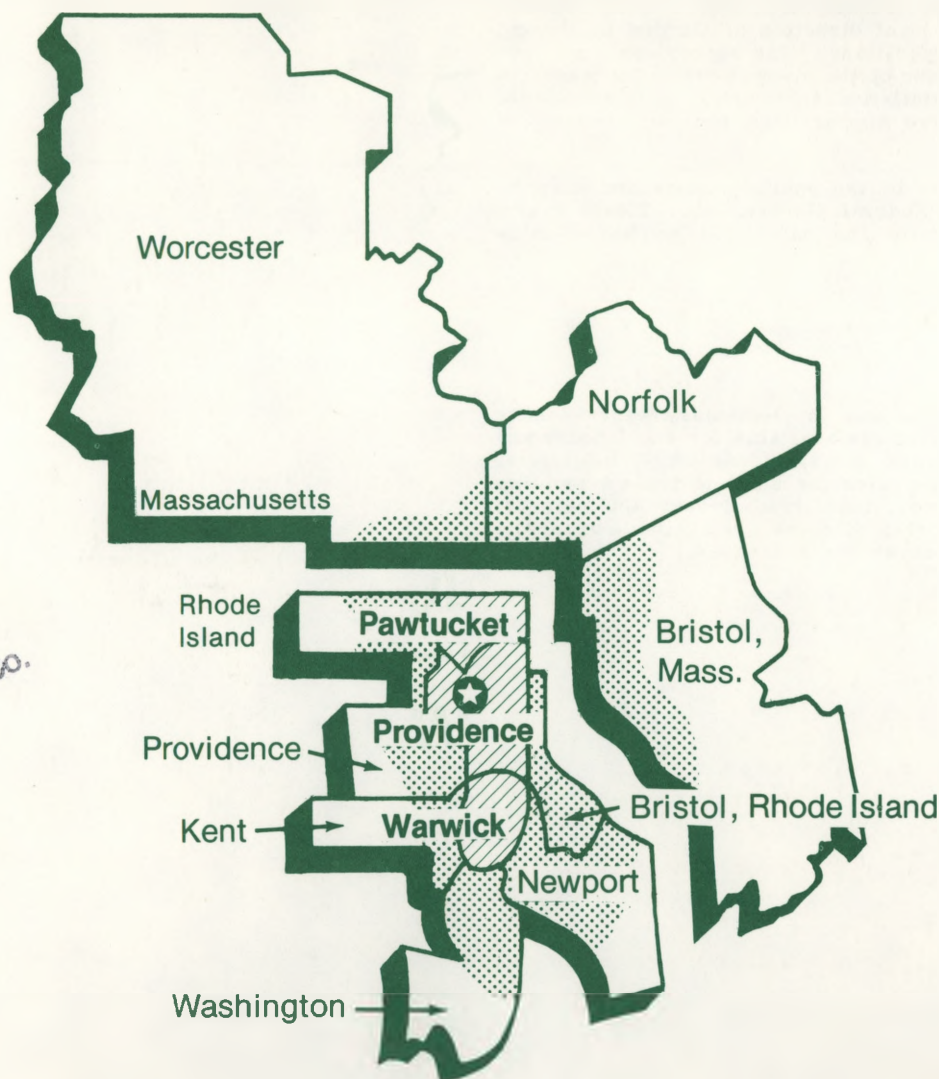 Worcester
Norfolk
Massachusetts
Rhode
Island
Pawtucket
Bristol,
Mass.
Providence
Providence
Bristol, Rhode Island
Kent
Warwick
Newport
Washington